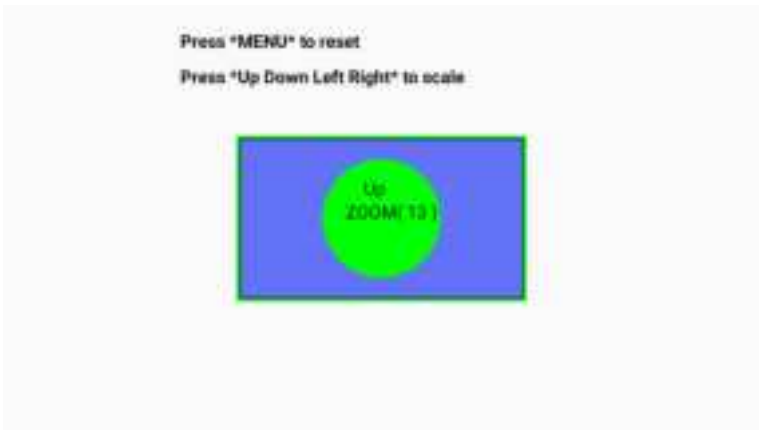 Press *MENU* to reset
Press *Up Down Left Right* to scale
Up
ZOOM( 13 )